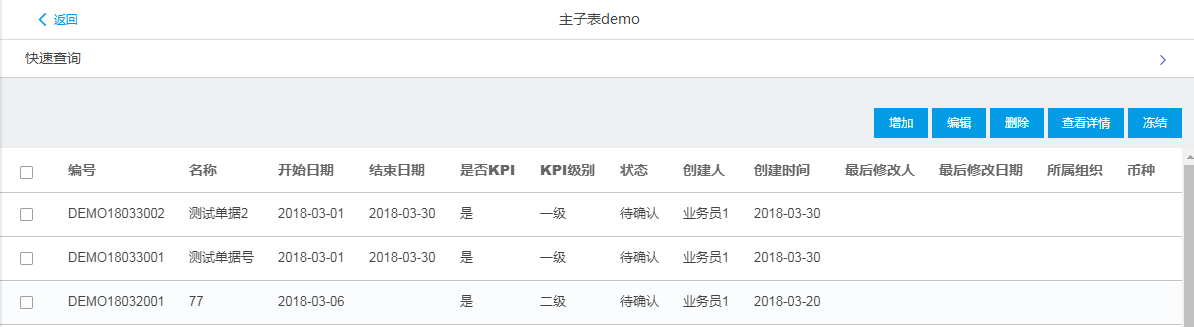 返回 主子表demo
快速查询
增加 编辑 删除 查看详情 冻结
编号 名称 开始日期 结束日期 是否KPI KPI级别 状态 创建人 创建时间 最后修改人 最后修改日期 所属组织 币种
DEMO18033002 测试单据2 2018-03-01 2018-03-30 是 一级 待确认 业务员1 2018-03-30
DEMO18033001 测试单据号 2018-03-01 2018-03-30 是 一级 待确认 业务员1 2018-03-30
DEMO18032001 77 2018-03-06 是 二级 待确认 业务员1 2018-03-20